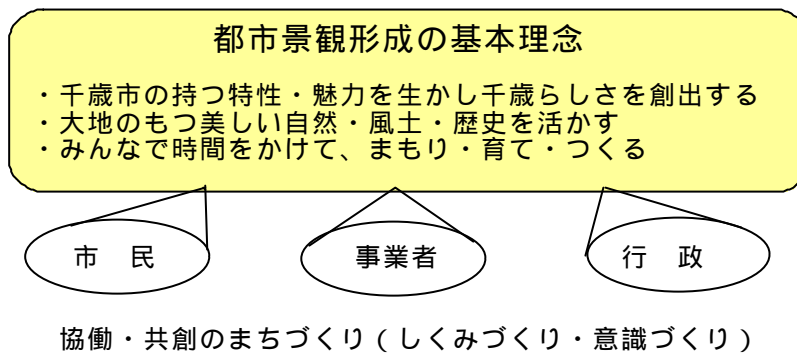 都市景観形成の基本理念
・千歳市の持つ特性・魅力を生かし千歳らしさを創出する
・大地のもつ美しい自然・風土・歴史を活かす
・みんなで時間をかけて、まもり・育て・つくる
市　民
事業者
行　政
協働・共創のまちづくり（しくみづくり・意識づくり）